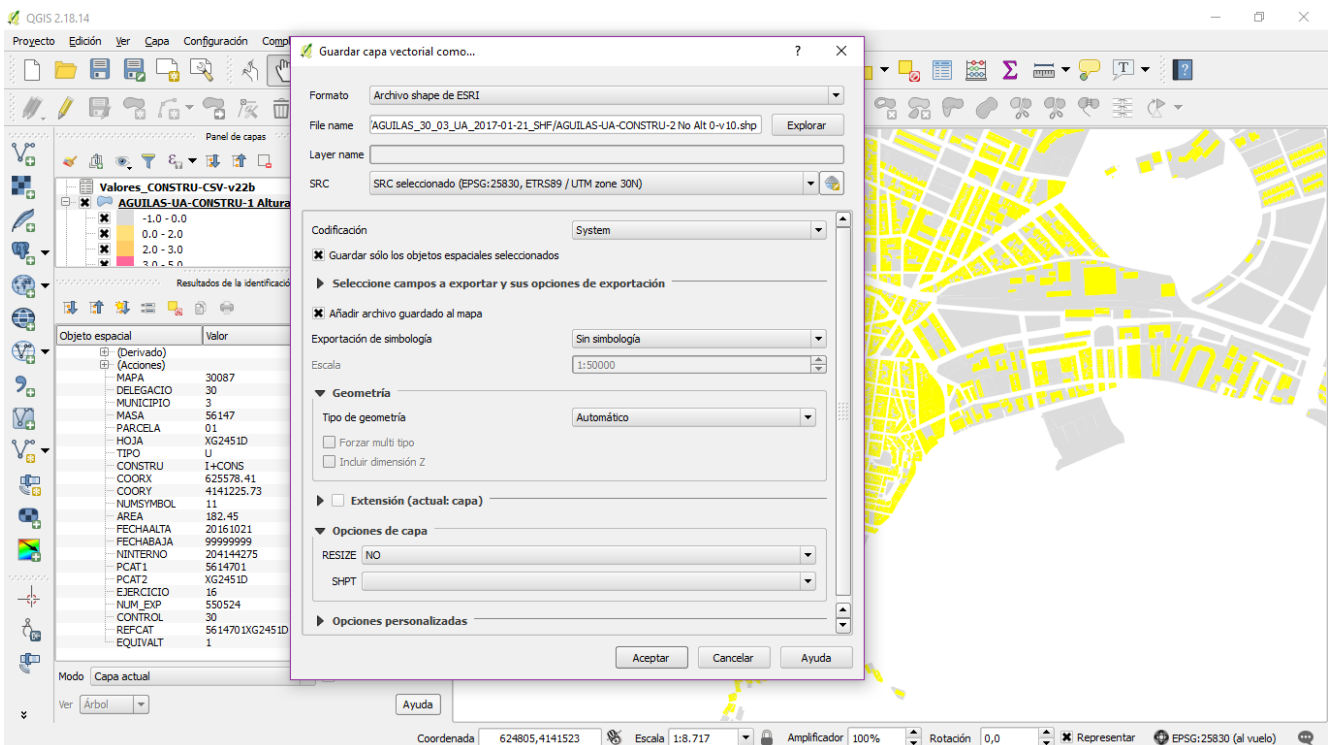 QGIS 2.18.14
Proyecto Edición Ver Capa Configuración Compl
Panel de capas
Valores_CONSTRU-CSV-v22b
AGUILAS-UA-CONSTRU-1 Altura
-1.0 - 0.0
0.0 - 2.0
2.0 - 3.0
3.0 - 5.0
Resultados de la identificació
Objeto espacial Valor
(Derivado)
(Acciones)
MAPA 30087
DELEGACIO 30
MUNICIPIO 3
MASA 56147
PARCELA 01
HOJA XG2451D
TIPO U
CONSTRU I+CONS
COORX 625578.41
COORY 4141225.73
NUMSYMBOL 11
AREA 182.45
FECHAALTA 20161021
FECHABAJA 99999999
NINTERNO 204144275
PCAT1 5614701
PCAT2 XG2451D
EJERCICIO 16
NUM_EXP 550524
CONTROL 30
REFCAT 5614701XG2451D
EQUIVALT 1
Modo Capa actual
Ver Árbol Ayuda
Guardar capa vectorial como... ?
Formato Archivo shape de ESRI
File name AGUILAS_30_03_UA_2017-01-21_SHF/AGUILAS-UA-CONSTRU-2 No Alt 0-v10.shp Explorar
Layer name
SRC SRC seleccionado (EPSG:25830, ETRS89 / UTM zone 30N)
Codificación System
Guardar sólo los objetos espaciales seleccionados
Seleccione campos a exportar y sus opciones de exportación
Añadir archivo guardado al mapa
Exportación de simbología Sin simbología
Escala 1:50000
Geometría
Tipo de geometría Automático
Forzar multi tipo
Incluir dimensión Z
Extensión (actual: capa)
Opciones de capa
RESIZE NO
SHPT
Opciones personalizadas
Aceptar Cancelar Ayuda
Coordenada 624805,4141523 Escala 1:8.717 Amplificador 100% Rotación 0,0 Representar EPSG:25830 (al vuelo)